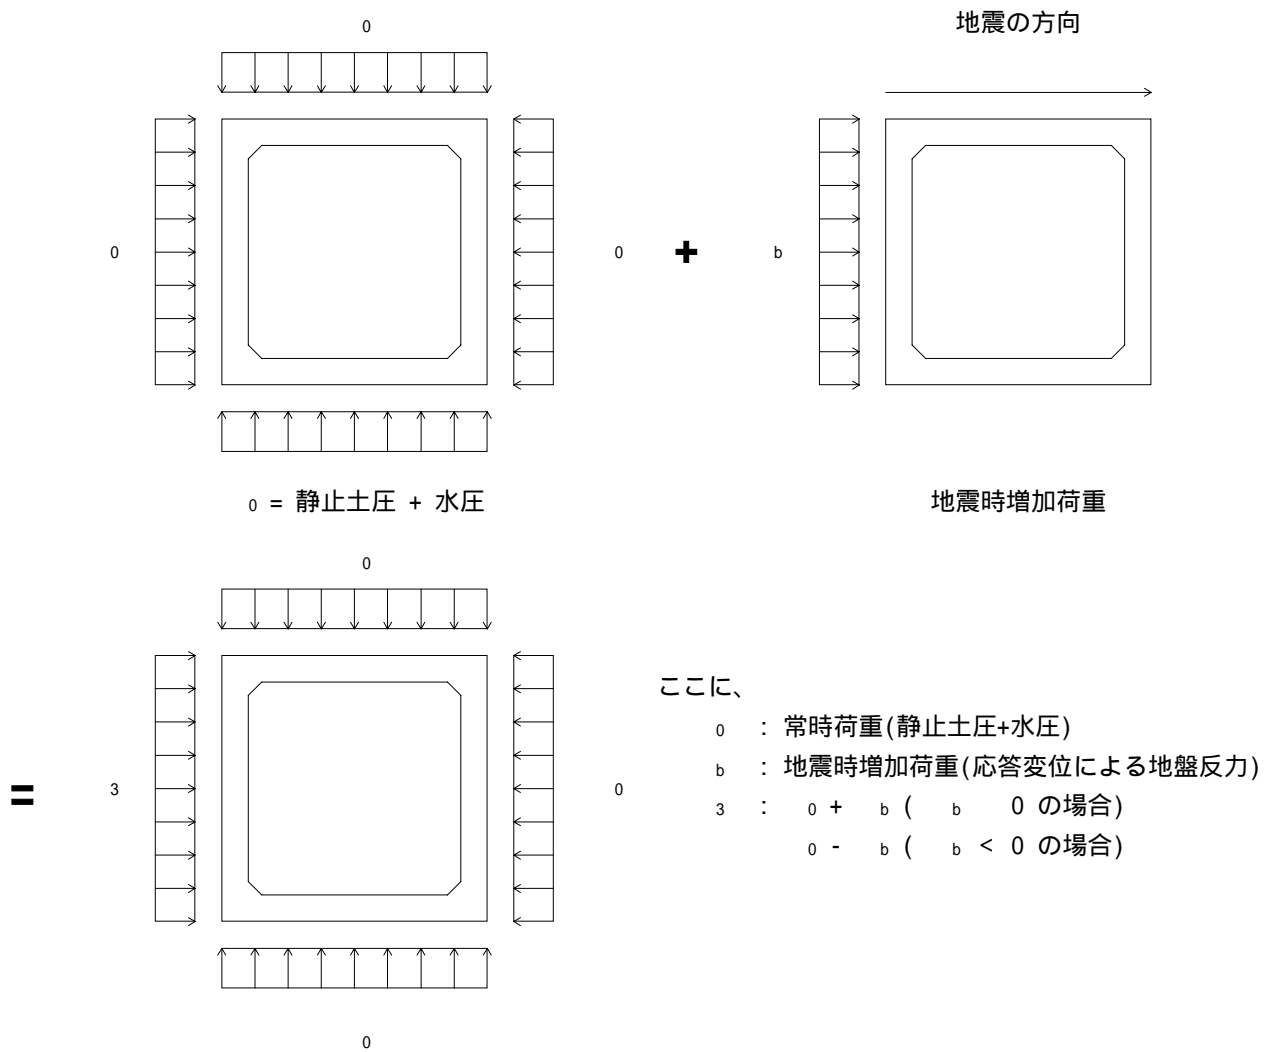 0
地震の方向
0
0
+
b
0 = 静止土圧 + 水圧
地震時増加荷重
0
=
3
0
ここに、
0 : 常時荷重(静止土圧+水圧)
b : 地震時増加荷重(応答変位による地盤反力)
3 : 0 + b ( b 0 の場合)
0 - b ( b < 0 の場合)
0